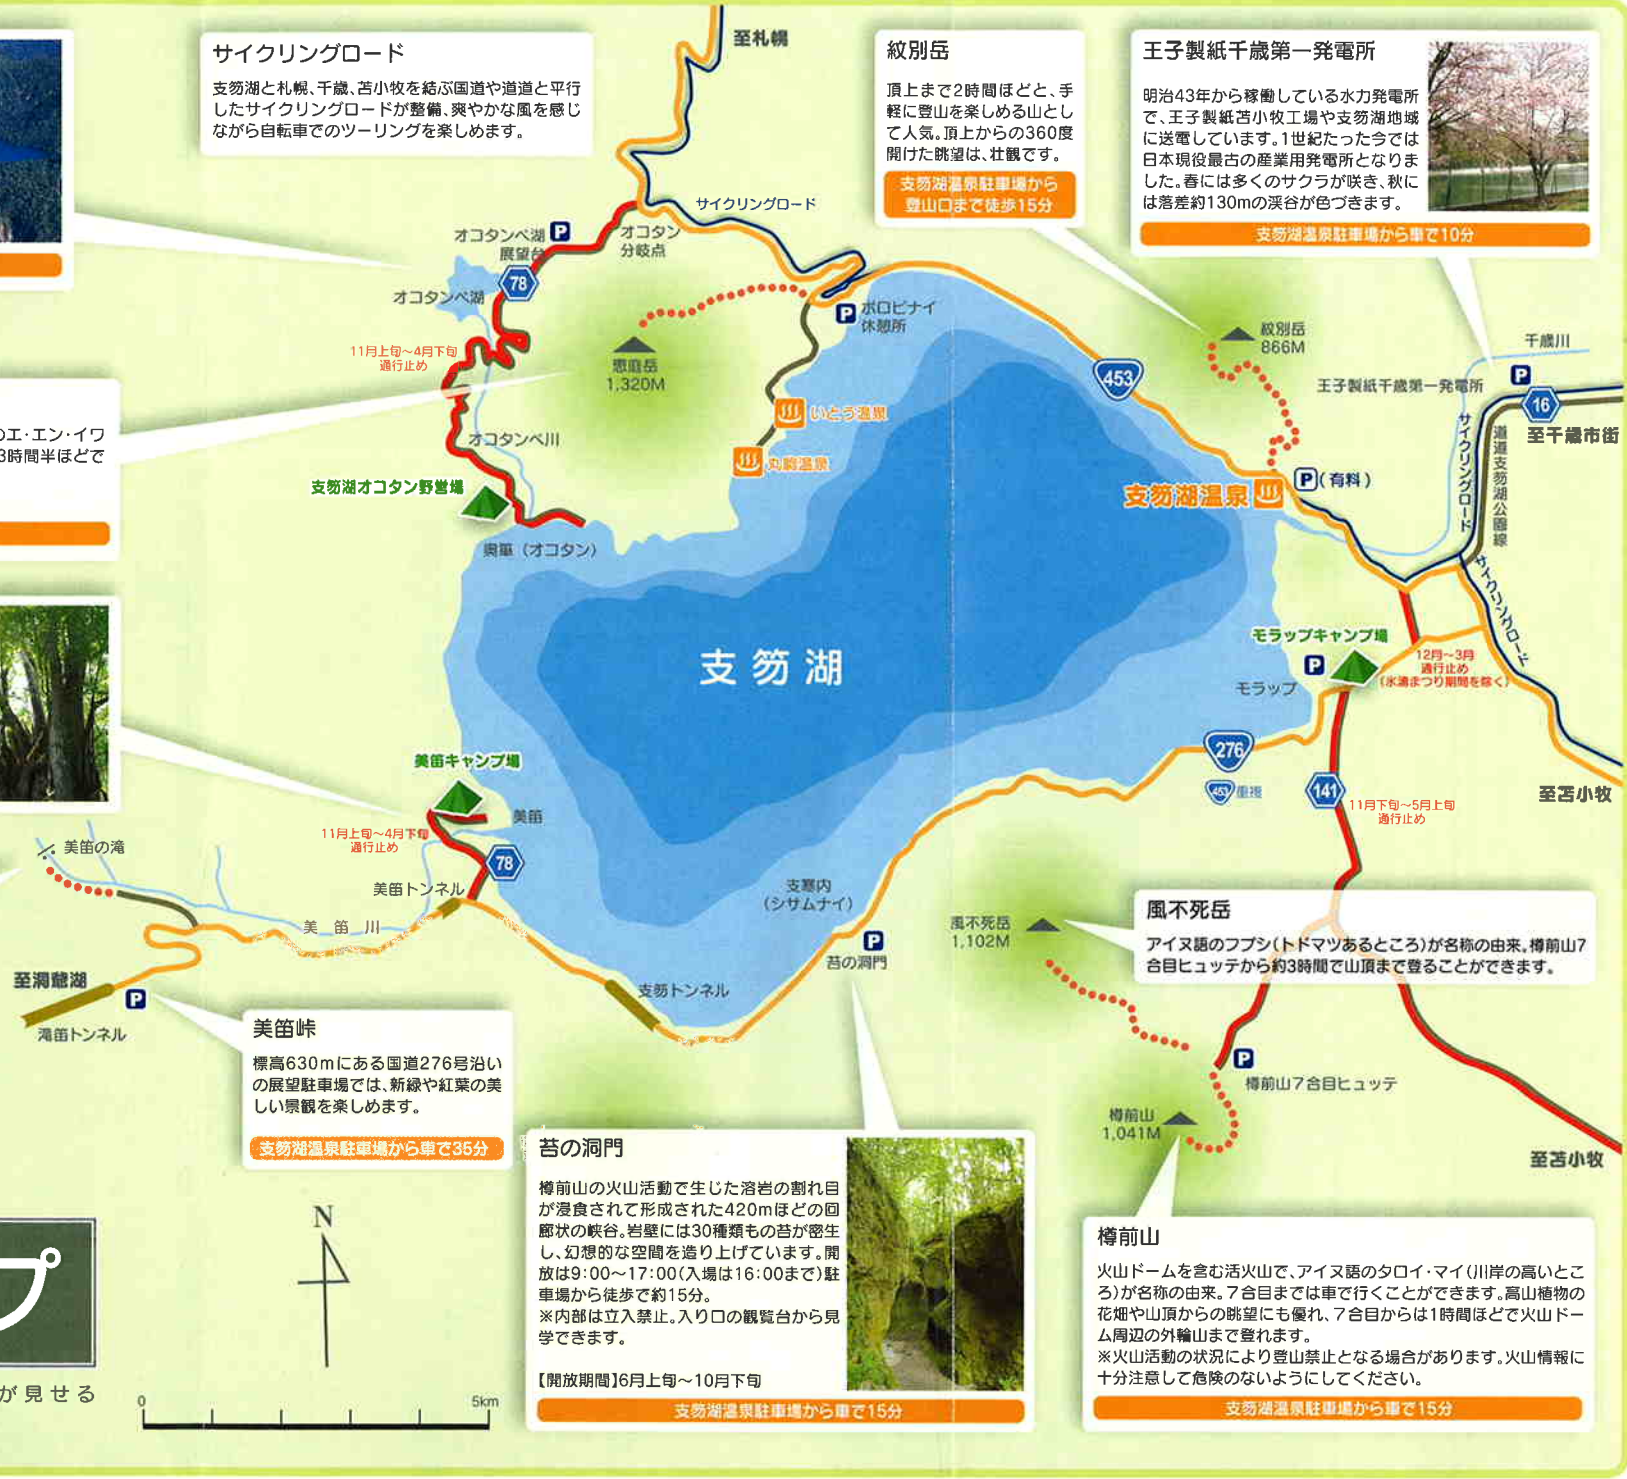 サイクリングロード
支笏湖と札幌、千歳、苫小牧を結ぶ国道や道道と平行
したサイクリングロードが整備。爽やかな風を感じ
ながら自転車でのツーリングを楽しめます。
至札幌
紋別岳
頂上まで2時間ほどと、手
軽に登山を楽しめる山とし
て人気。頂上からの360度
開けた眺望は、壮観です。
支笏湖温泉駐車場から
登山口まで徒歩15分
王子製紙千歳第一発電所
明治43年から稼働している水力発電所
で、王子製紙苫小牧工場や支笏湖地域
に送電しています。1世紀たった今では
日本現役最古の産業用発電所となりま
した。春には多くのサクラが咲き、秋に
は落差約130mの渓谷が色づきます。
支笏湖温泉駐車場から車で10分
サイクリングロード
オコタンペ湖
展望台
P
オコタン
分岐点
78
オコタンペ湖
11月上旬～4月下旬
通行止め
恵庭岳
1,320M
P
ポロピナイ
休憩所
453
紋別岳
866M
千歳川
王子製紙千歳第一発電所
P
16
至千歳市街
サイクリングロード
道道支笏湖公園線
のエ・エン・イワ
3時間半ほどで
オコタンペ川
いとう温泉
丸駒温泉
支笏湖オコタン野営場
奥箪（オコタン）
支笏湖温泉
P（有料）
サイクリングロード
支笏湖
モラップキャンプ場
P
モラップ
12月～3月
通行止め
(氷濤まつり期間を除く)
276
453重複
141
11月下旬～5月上旬
通行止め
至苫小牧
美笛キャンプ場
美笛
11月上旬～4月下旬
通行止め
78
美笛の滝
美笛トンネル
美笛川
支寒内
(シサムナイ)
P
苔の洞門
風不死岳
1,102M
風不死岳
アイヌ語のフプシ(トドマツあるところ)が名称の由来。樽前山7
合目ヒュッテから約3時間で山頂まで登ることができます。
至洞爺湖
P
滝笛トンネル
支笏トンネル
美笛峠
標高630mにある国道276号沿い
の展望駐車場では、新緑や紅葉の美
しい景観を楽しめます。
支笏湖温泉駐車場から車で35分
P
樽前山7合目ヒュッテ
樽前山
1,041M
至苫小牧
苔の洞門
樽前山の火山活動で生じた溶岩の割れ目
が浸食されて形成された420mほどの回
廊状の峡谷。岩壁には30種類もの苔が密生
し、幻想的な空間を造り上げています。開
放は9:00～17:00(入場は16:00まで)駐
車場から徒歩で約15分。
※内部は立入禁止。入り口の観覧台から見
学できます。
【開放期間】6月上旬～10月下旬
支笏湖温泉駐車場から車で15分
樽前山
火山ドームを含む活火山で、アイヌ語のタロイ・マイ(川岸の高いとこ
ろ)が名称の由来。7合目までは車で行くことができます。高山植物の
花畑や山頂からの眺望にも優れ、7合目からは1時間ほどで火山ドー
ム周辺の外輪山まで登れます。
※火山活動の状況により登山禁止となる場合があります。火山情報に
十分注意して危険のないようにしてください。
支笏湖温泉駐車場から車で15分
N
プ
が見せる
0
5km